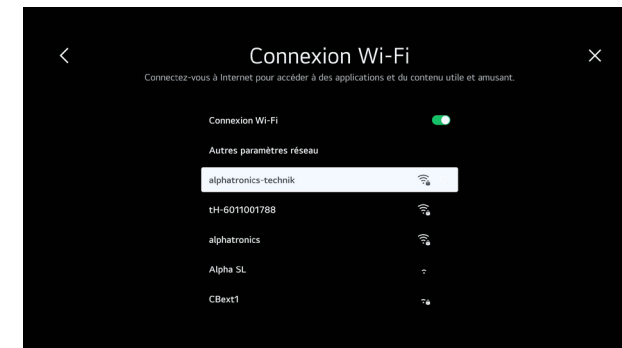 Connexion Wi-Fi
Connectez-vous à Internet pour accéder à des applications et du contenu utile et amusant.
Connexion Wi-Fi
Autres paramètres réseau
alphatronics-technik
tH-6011001788
alphatronics
Alpha SL
CBext1